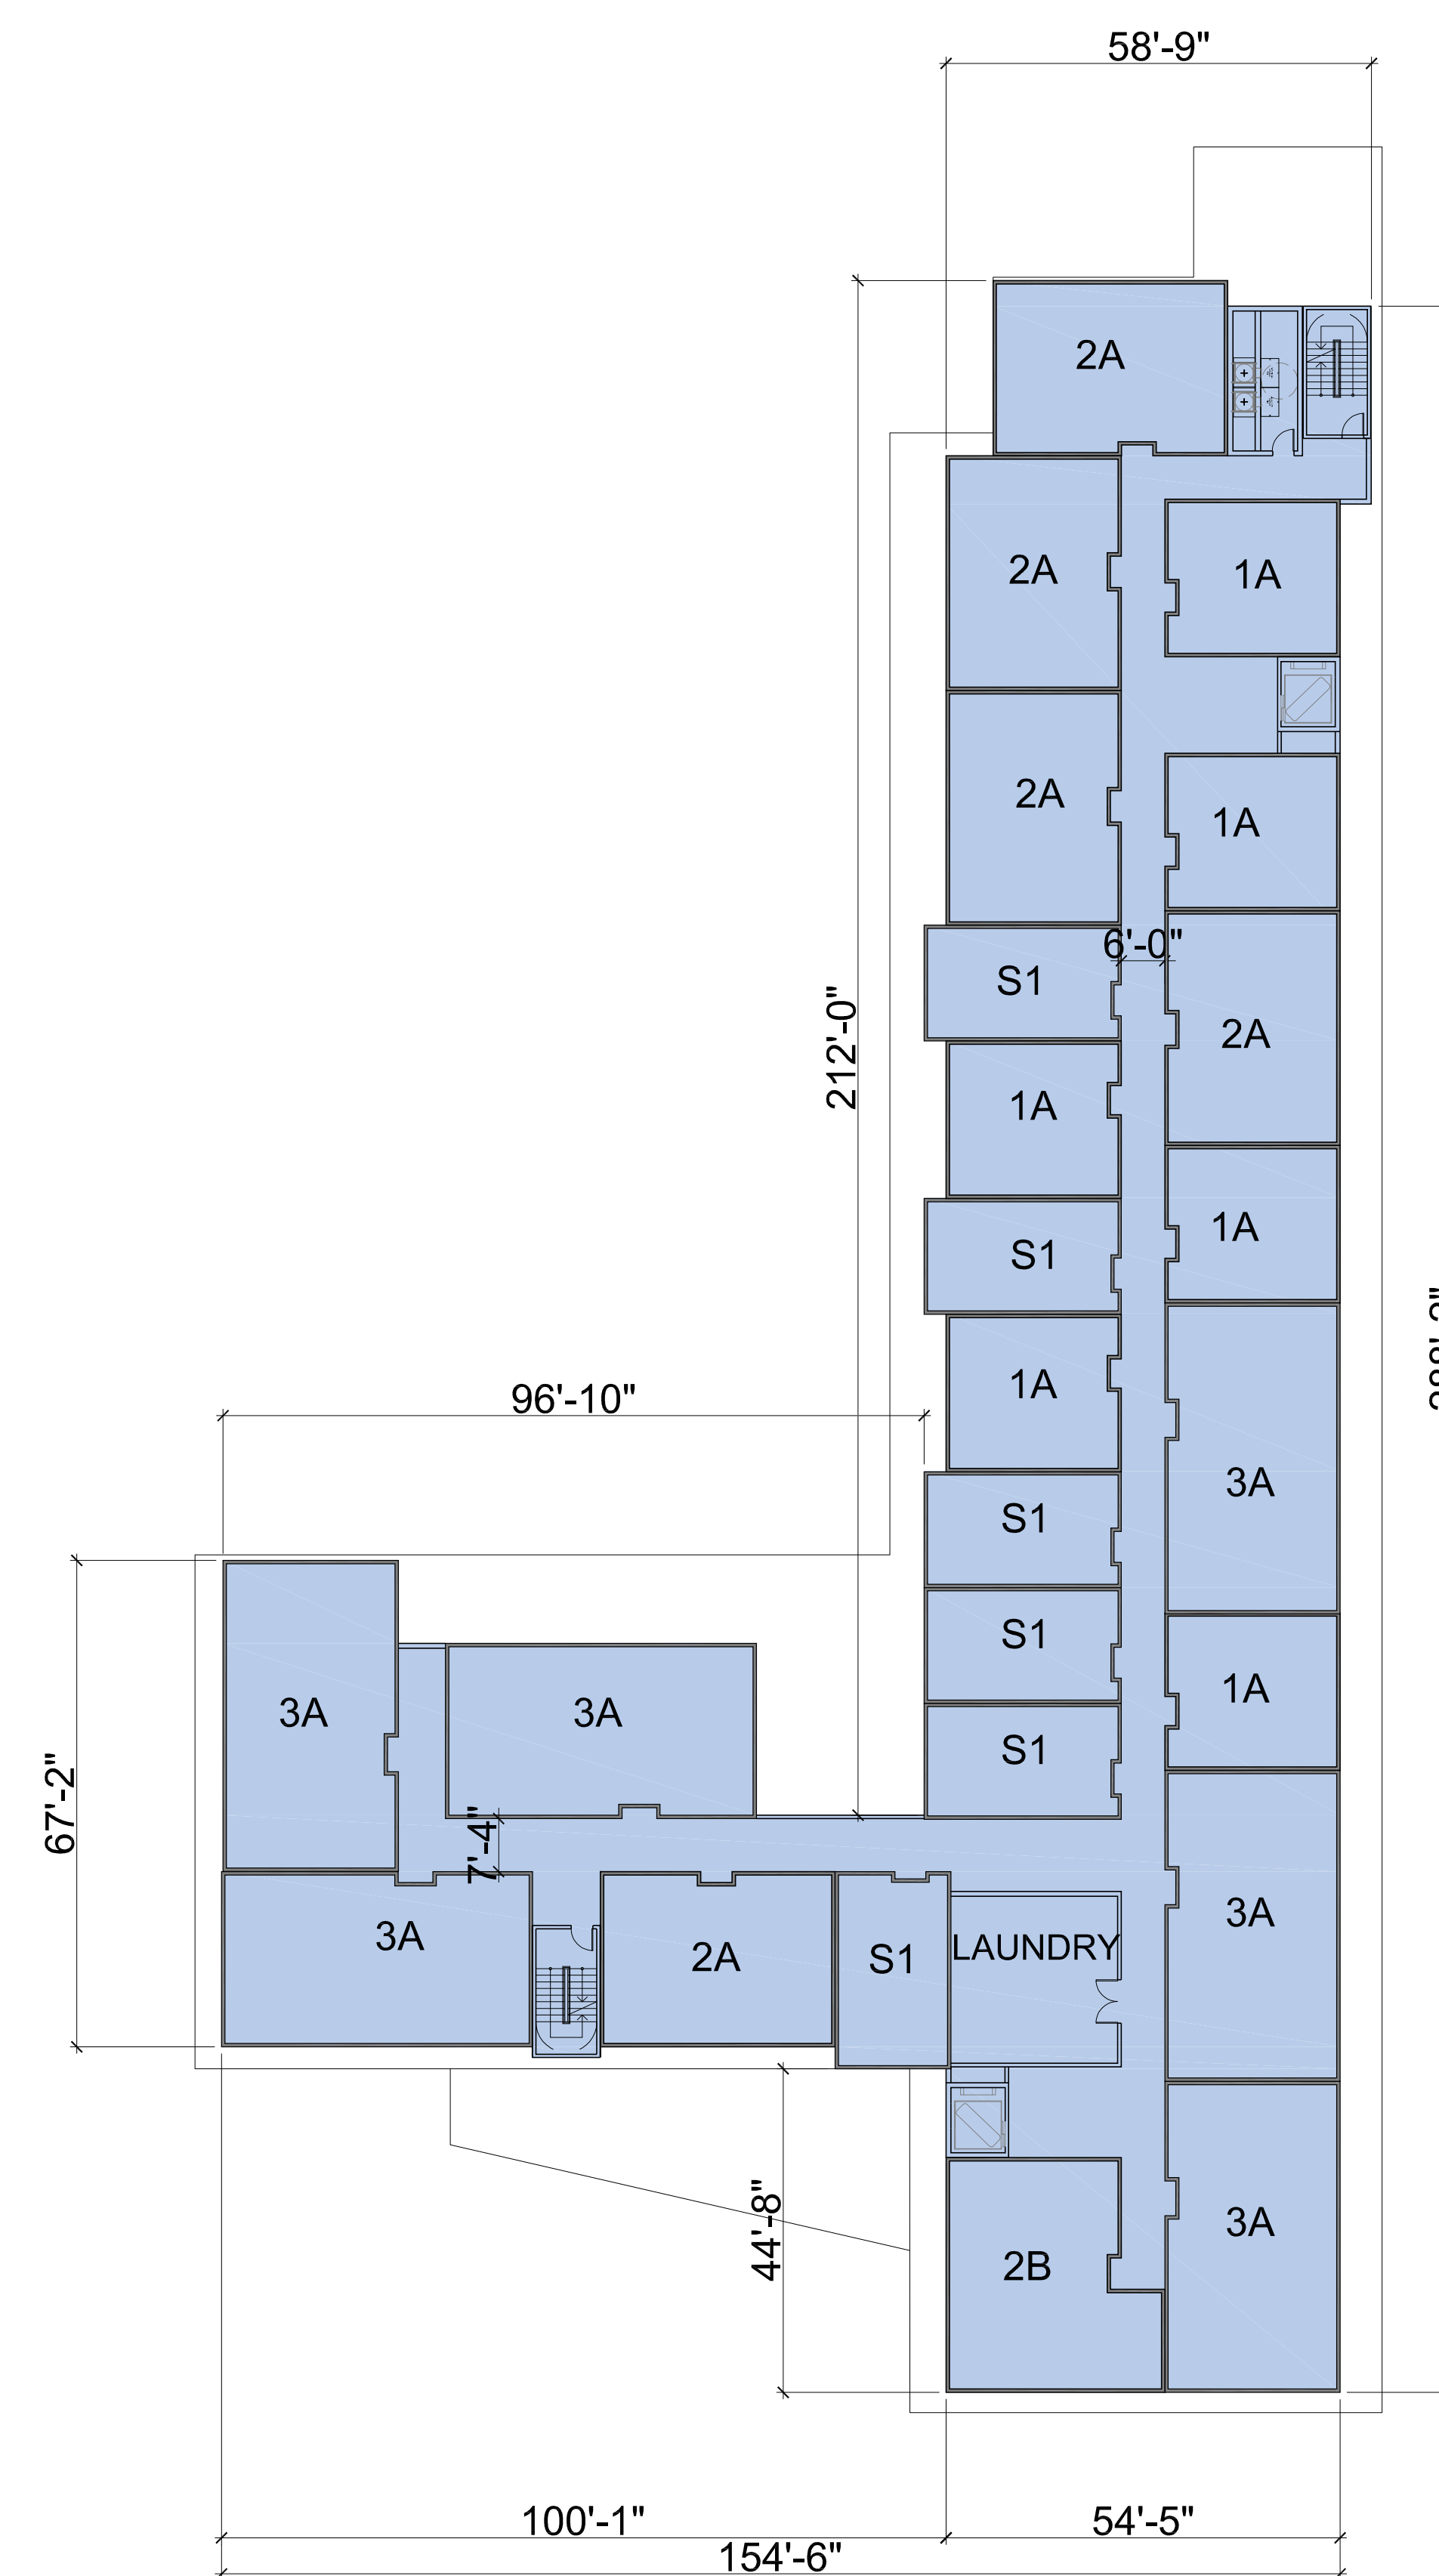 58'-9"
2A
2A
1A
2A
1A
6'-0"
S1
2A
212'-0"
1A
1A
S1
1A
96'-10"
3A
S1
S1
1A
3A
3A
S1
67'-2"
7'-4"
3A
3A
2A
S1
LAUNDRY
44'-8"
3A
2B
100'-1"
54'-5"
154'-6"